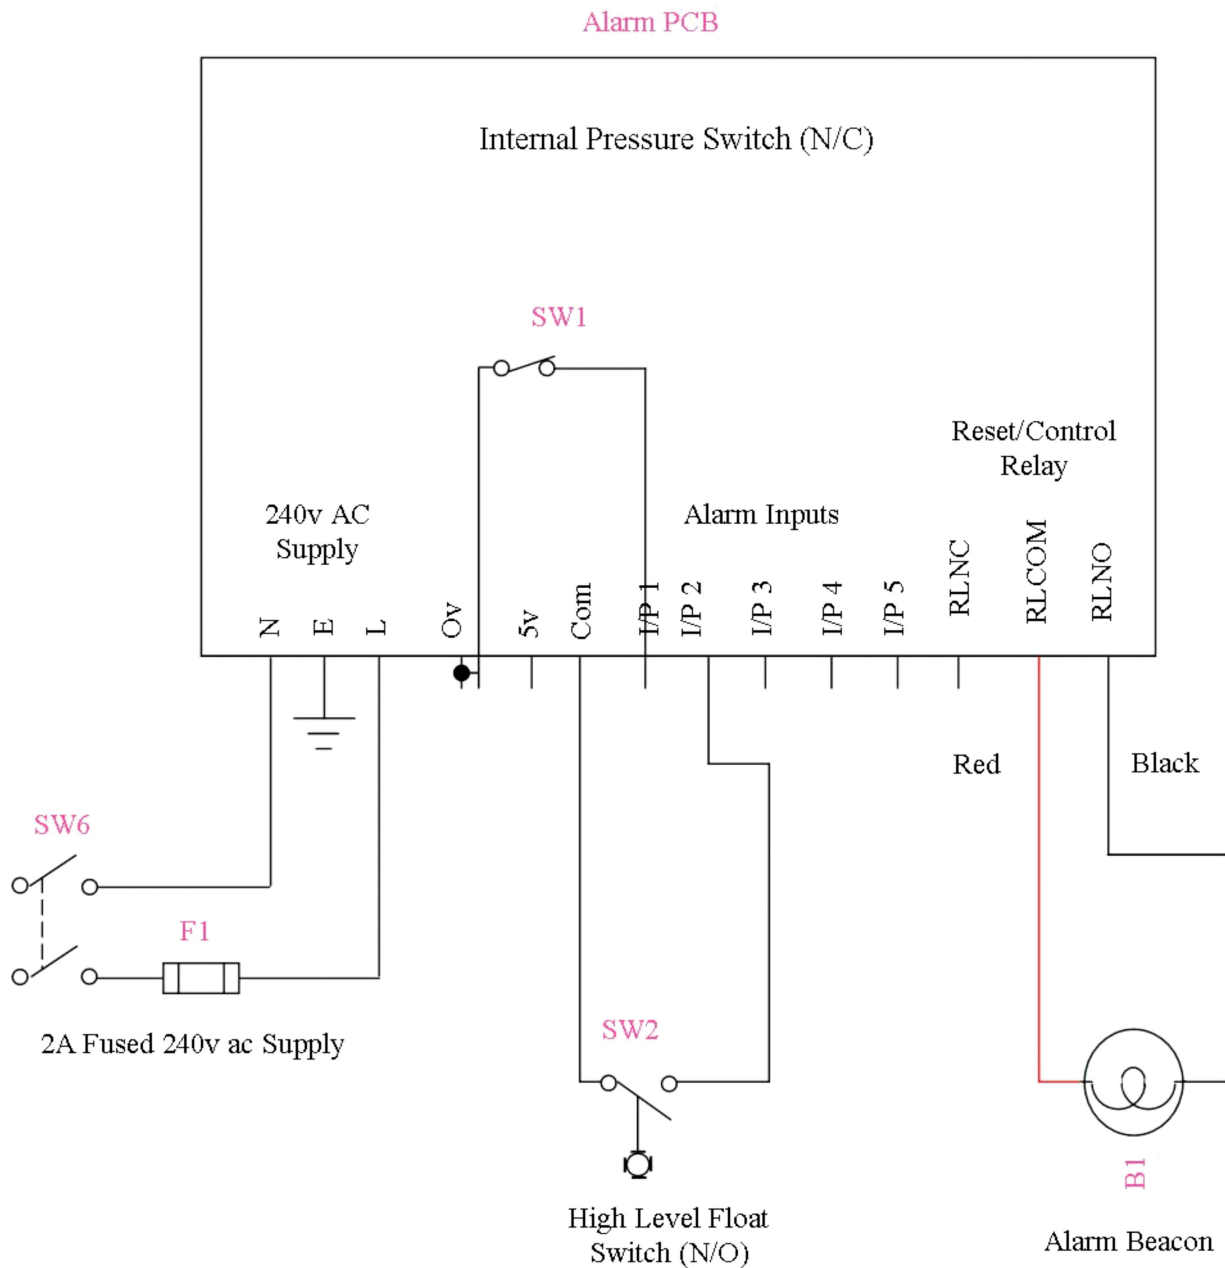 Alarm PCB
Internal Pressure Switch (N/C)
SW1
Reset/Control
Relay
240v AC
Supply
Alarm Inputs
N
E
L
Ov
5v
Com
I/P 1
I/P 2
I/P 3
I/P 4
I/P 5
RLNC
RLCOM
RLNO
Red
Black
SW6
F1
2A Fused 240v ac Supply
SW2
High Level Float
Switch (N/O)
B1
Alarm Beacon